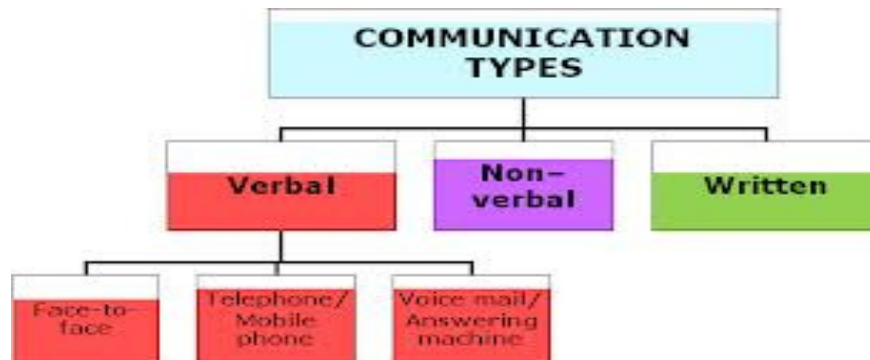 COMMUNICATION
TYPES
Verbal
Non-
verbal
Written
Face-to-
face
Telephone/
Mobile
phone
Voice mail/
Answering
machine